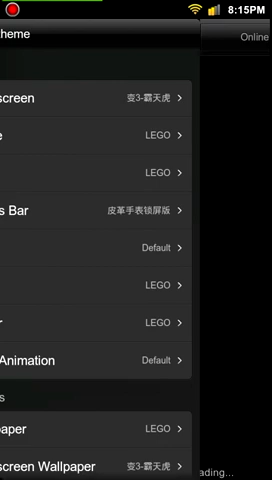 8:15PM
heme
Online
screen 变3-霸天虎
e LEGO
LEGO
s Bar 皮革手表锁屏版
Default
LEGO
r LEGO
Animation Default
s
paper LEGO
screen Wallpaper 变3-霸天虎
ading...